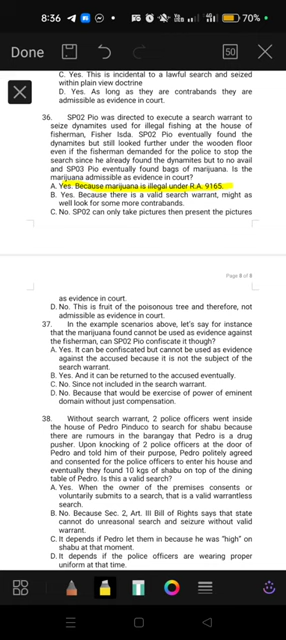 8:36
70%
Done
50
C. Yes. This is incidental to a lawful search and seized
within plain view doctrine
D. Yes. As long as they are contrabands they are
admissible as evidence in court.
36. SP02 Pio was directed to execute a search warrant to
seize dynamites used for illegal fishing at the house of
fisherman, Fisher Isda. SP02 Pio eventually found the
dynamites but still looked further under the wooden floor
even if the fisherman demanded for the police to stop the
search since he already found the dynamites but to no avail
and SP03 Pio eventually found bags of marijuana. Is the
marijuana admissible as evidence in court?
A. Yes. Because marijuana is illegal under R.A. 9165.
B. Yes. Because there is a valid search warrant, might as
well look for some more contrabands.
C. No. SP02 can only take pictures then present the pictures
Page 8 of 8
as evidence in court.
D. No. This is fruit of the poisonous tree and therefore, not
admissible as evidence in court.
37. In the example scenarios above, let's say for instance
that the marijuana found cannot be used as evidence against
the fisherman, can SP02 Pio confiscate it though?
A. Yes. It can be confiscated but cannot be used as evidence
against the accused because it is not the subject of the
search warrant.
B. Yes. And it can be returned to the accused eventually.
C. No. Since not included in the search warrant.
D. No. Because that would be exercise of power of eminent
domain without just compensation.
38. Without search warrant, 2 police officers went inside
the house of Pedro Pinduco to search for shabu because
there are rumours in the barangay that Pedro is a drug
pusher. Upon knocking of 2 police officers at the door of
Pedro and told him of their purpose, Pedro politely agreed
and consented for the police officers to enter his house and
eventually they found 10 kgs of shabu on top of the dining
table of Pedro. Is this a valid search?
A. Yes. When the owner of the premises consents or
voluntarily submits to a search, that is a valid warrantless
search.
B. No. Because Sec. 2, Art. III Bill of Rights says that state
cannot do unreasonal search and seizure without valid
warrant.
C. It depends if Pedro let them in because he was "high" on
shabu at that moment.
D. It depends if the police officers are wearing proper
uniform at that time.